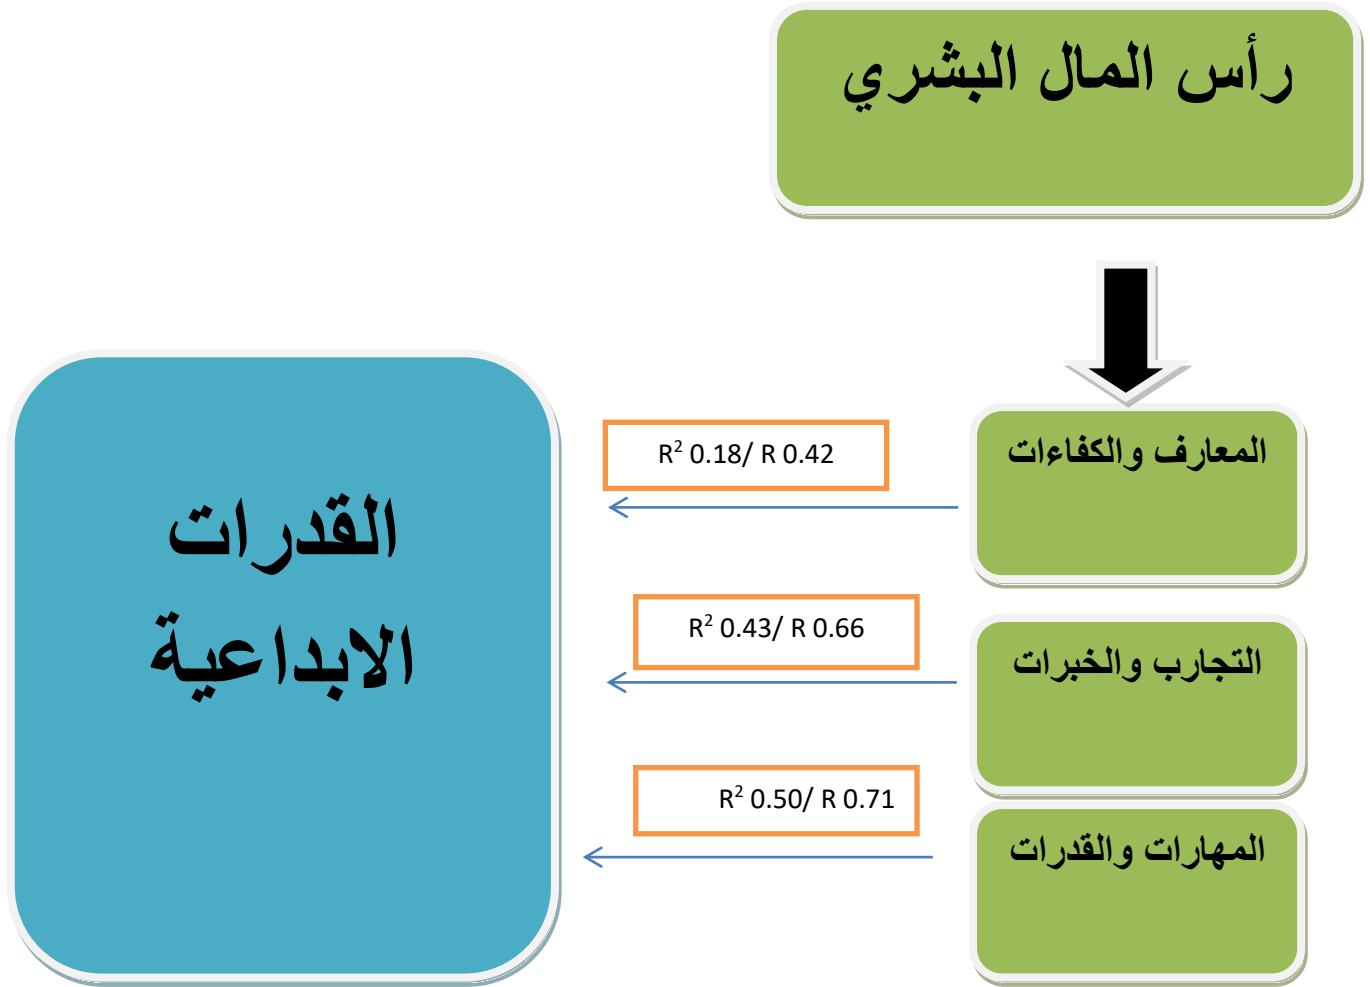 رأس المال البشري
المعارف والكفاءات
R² 0.18/ R 0.42
التجارب والخبرات
R² 0.43/ R 0.66
المهارات والقدرات
R² 0.50/ R 0.71
القدرات
الابداعية